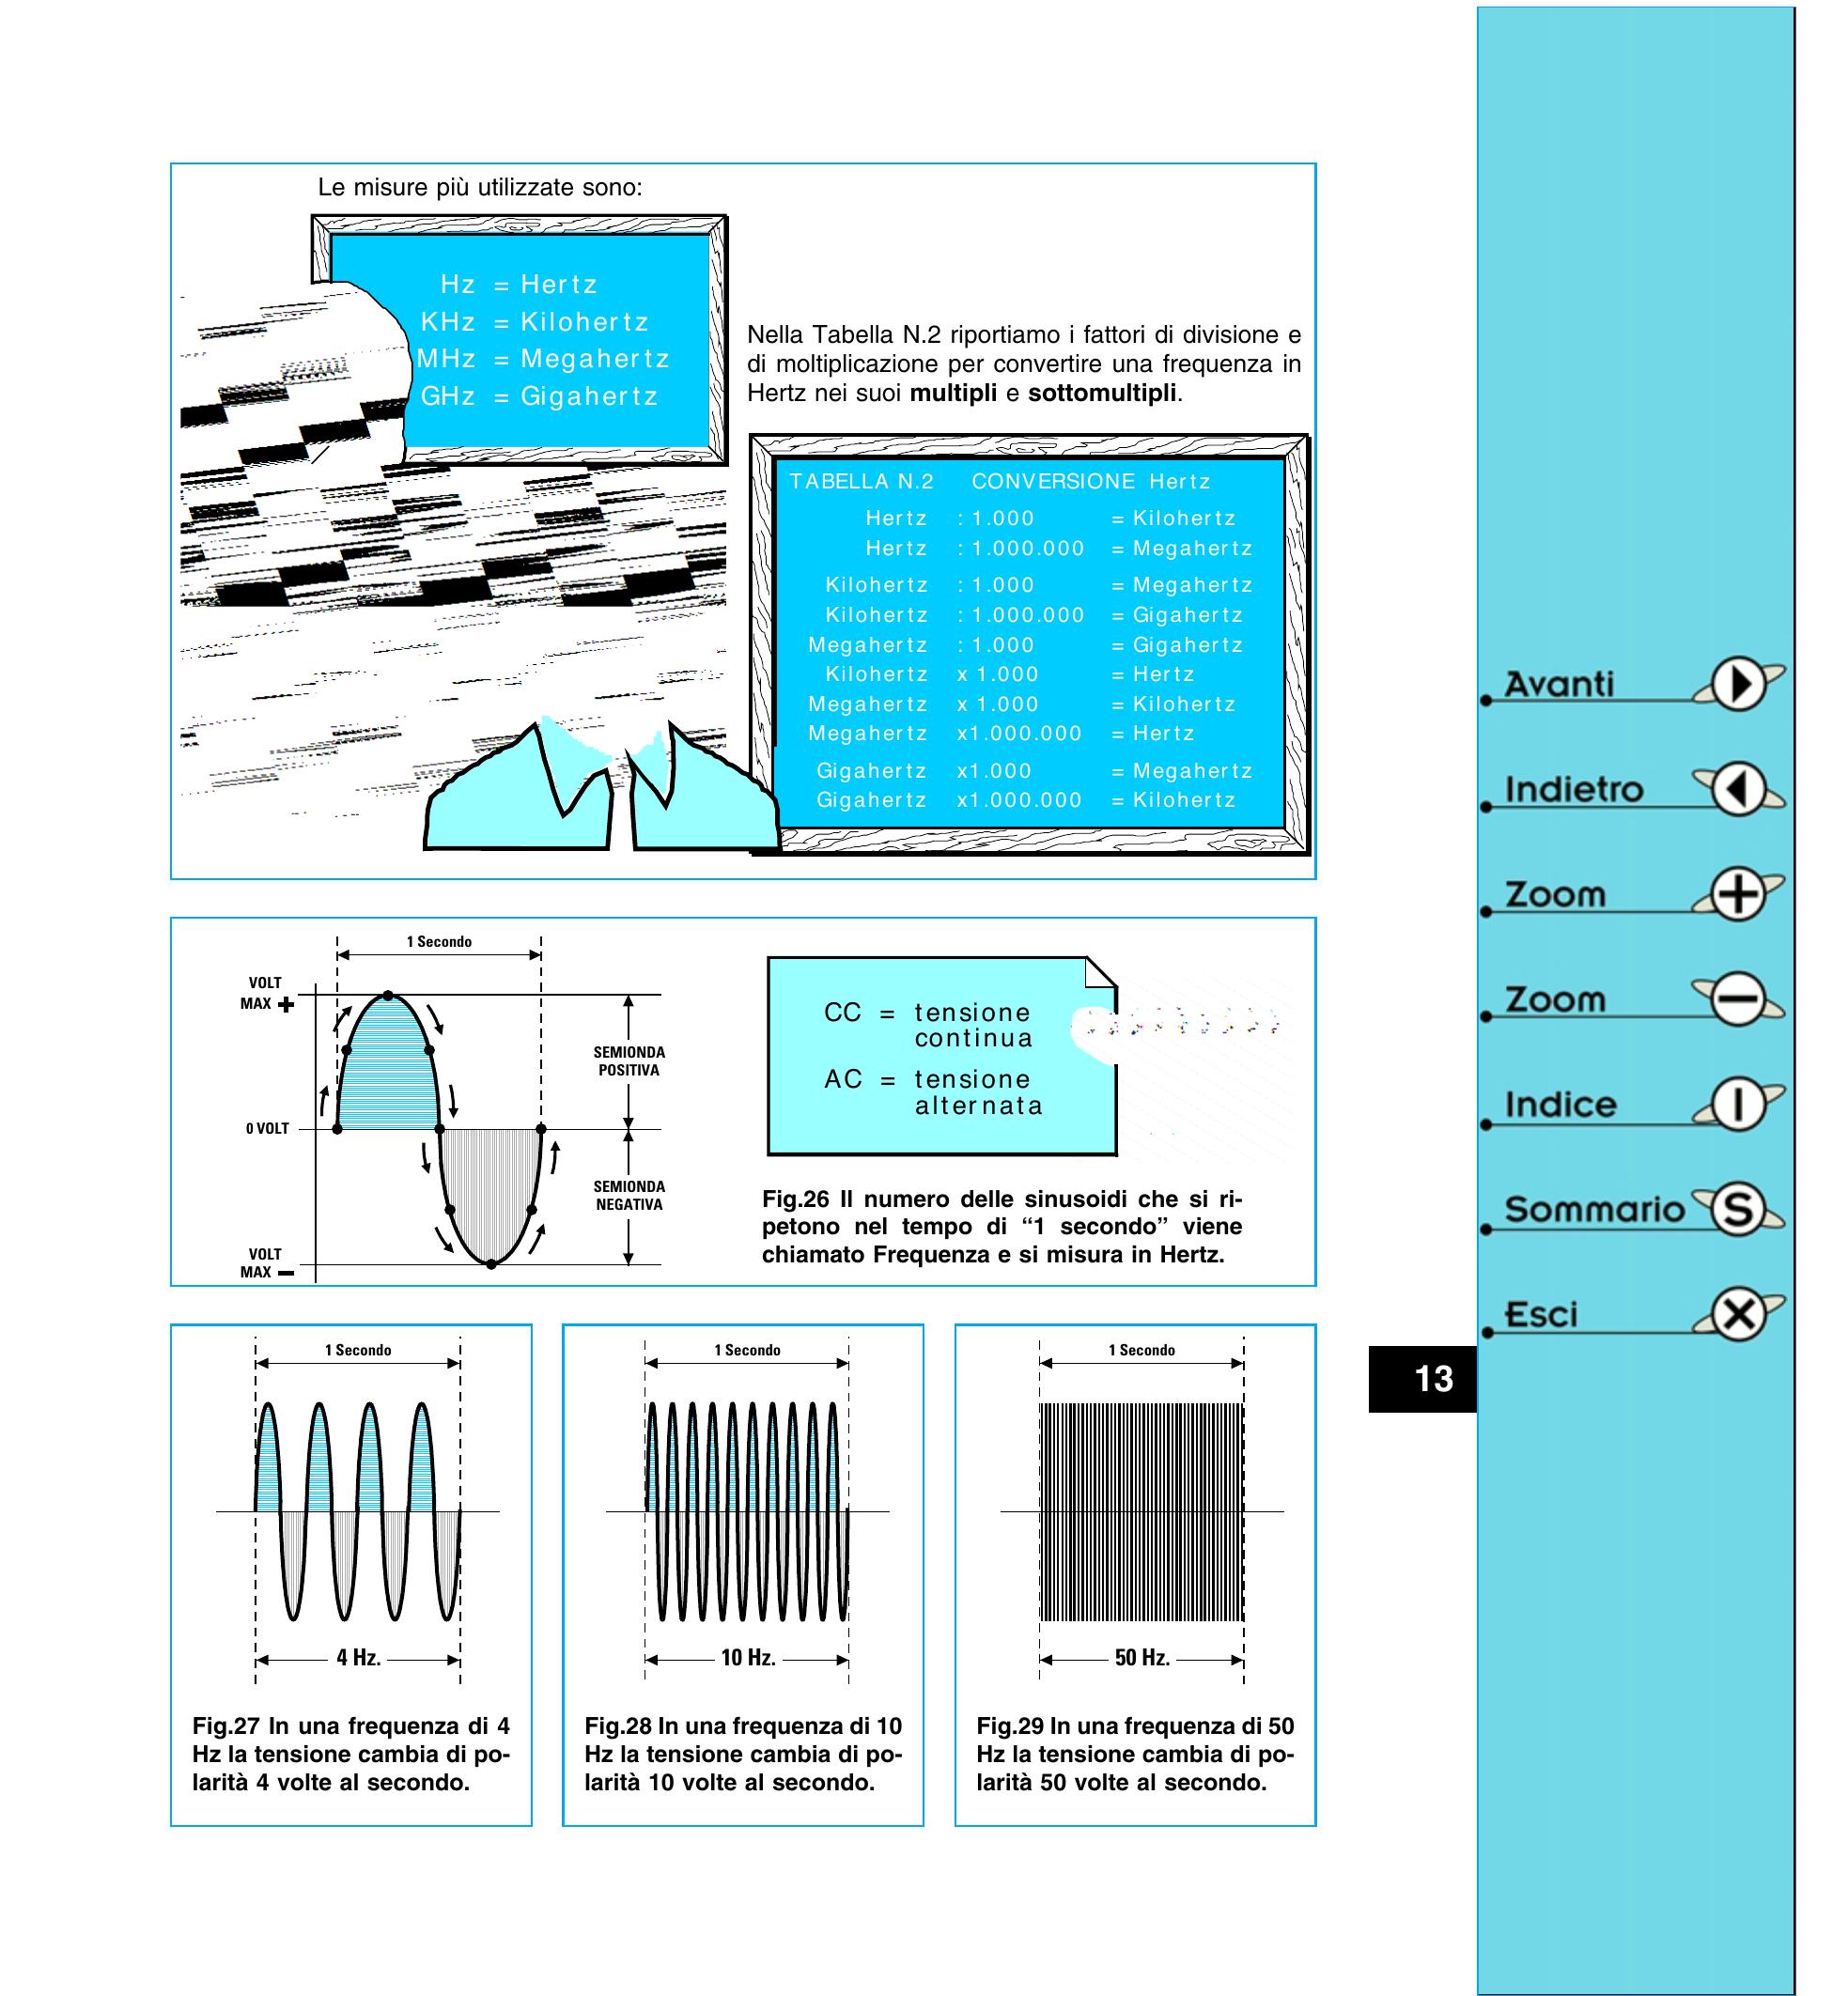 Le misure più utilizzate sono:
Hz = Hertz
KHz = Kilohertz
MHz = Megahertz
GHz = Gigahertz
Nella Tabella N.2 riportiamo i fattori di divisione e
di moltiplicazione per convertire una frequenza in
Hertz nei suoi multipli e sottomultipli.
TABELLA N.2 CONVERSIONE Hertz
Hertz : 1.000 = Kilohertz
Hertz : 1.000.000 = Megahertz
Kilohertz : 1.000 = Megahertz
Kilohertz : 1.000.000 = Gigahertz
Megahertz : 1.000 = Gigahertz
Kilohertz x 1.000 = Hertz
Megahertz x 1.000 = Kilohertz
Megahertz x1.000.000 = Hertz
Gigahertz x1.000 = Megahertz
Gigahertz x1.000.000 = Kilohertz
1 Secondo
VOLT
MAX +
SEMIONDA
POSITIVA
0 VOLT
SEMIONDA
NEGATIVA
VOLT
MAX −
CC = tensione
continua
AC = tensione
alternata
Fig.26 Il numero delle sinusoidi che si ri-
petono nel tempo di “1 secondo” viene
chiamato Frequenza e si misura in Hertz.
1 Secondo
4 Hz.
Fig.27 In una frequenza di 4
Hz la tensione cambia di po-
larità 4 volte al secondo.
1 Secondo
10 Hz.
Fig.28 In una frequenza di 10
Hz la tensione cambia di po-
larità 10 volte al secondo.
1 Secondo
50 Hz.
Fig.29 In una frequenza di 50
Hz la tensione cambia di po-
larità 50 volte al secondo.
Avanti
Indietro
Zoom +
Zoom −
Indice I
Sommario S
Esci X
13